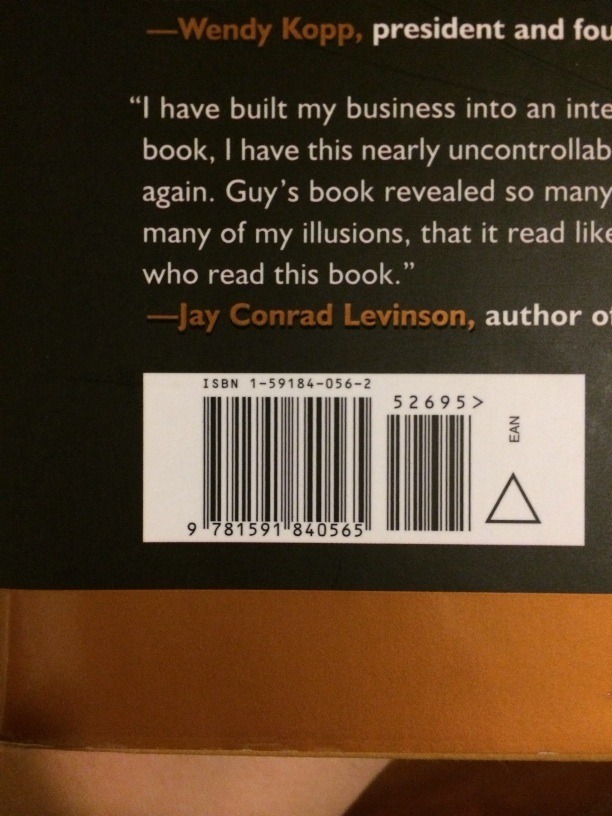 —Wendy Kopp, president and fou
“I have built my business into an inte
book, I have this nearly uncontrollab
again. Guy’s book revealed so many
many of my illusions, that it read like
who read this book.”
—Jay Conrad Levinson, author of
ISBN 1-59184-056-2
52695>
EAN
9 781591 840565